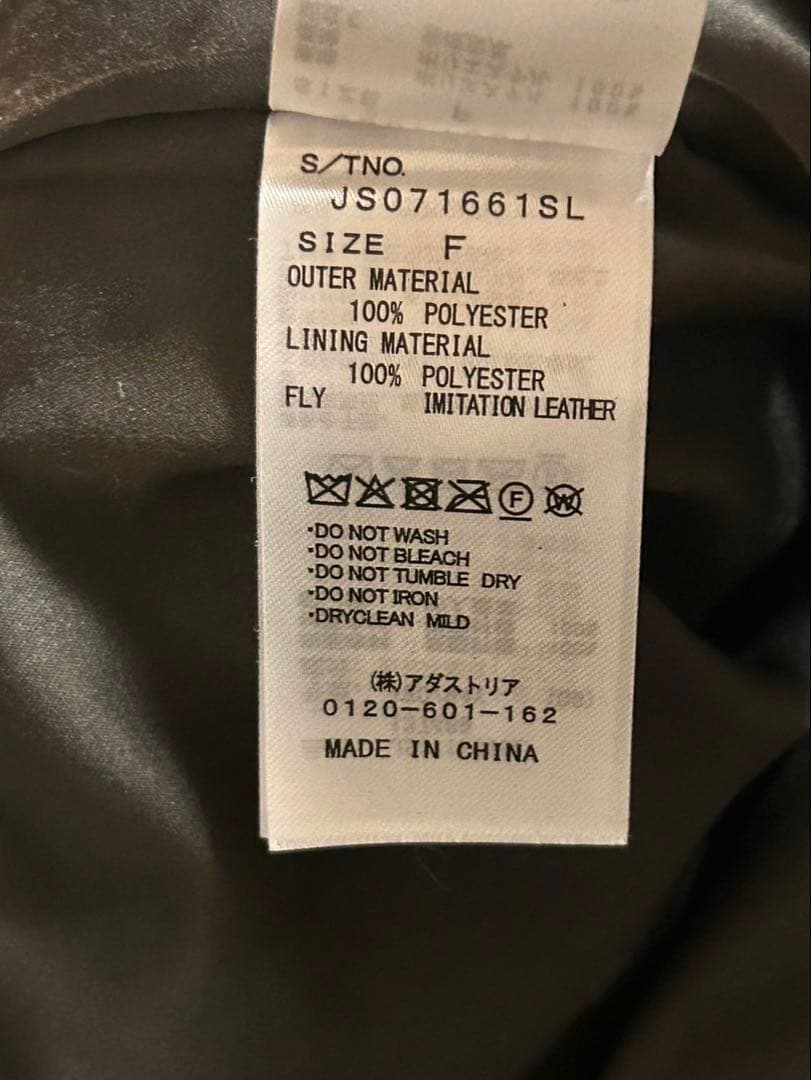 S/TNO.
JS071661SL
SIZE F
OUTER MATERIAL
100% POLYESTER
LINING MATERIAL
100% POLYESTER
FLY IMITATION LEATHER
F
W
・DO NOT WASH
・DO NOT BLEACH
・DO NOT TUMBLE DRY
・DO NOT IRON
・DRYCLEAN MILD
(株)アダストリア
0120-601-162
MADE IN CHINA